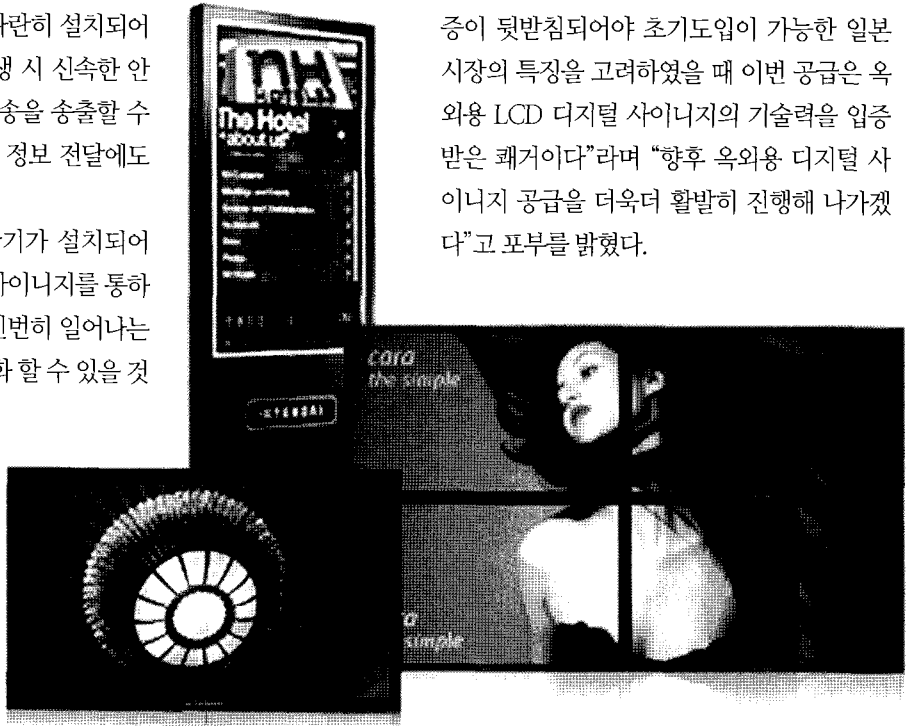 란히 설치되어
생 시 신속한 안
송을 송출할 수
정보 전달에도
기가 설치되어
사이니지를 통하
빈번히 일어나는
화 할 수 있을 것
nH
The Hotel
"about us"
HYUNDAI
증이 뒷받침되어야 초기도입이 가능한 일본
시장의 특징을 고려하였을 때 이번 공급은 옥
외용 LCD 디지털 사이니지의 기술력을 입증
받은 쾌거이다”라며 “향후 옥외용 디지털 사
이니지 공급을 더욱더 활발히 진행해 나가겠
다”고 포부를 밝혔다.
cara
the simple
ra
simple